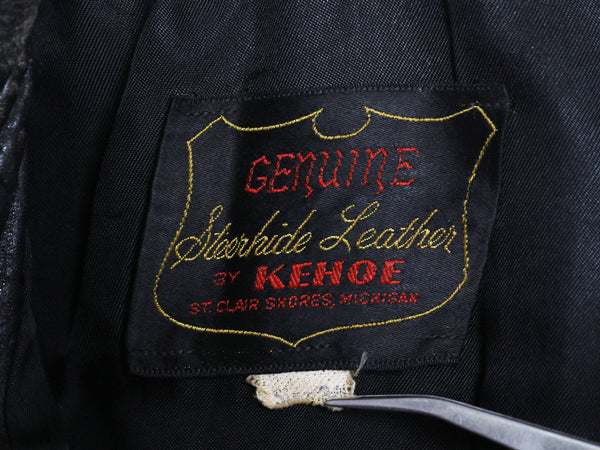 GENUINE
Steerhide Leather
BY KEHOE
ST. CLAIR SHORES, MICHIGAN